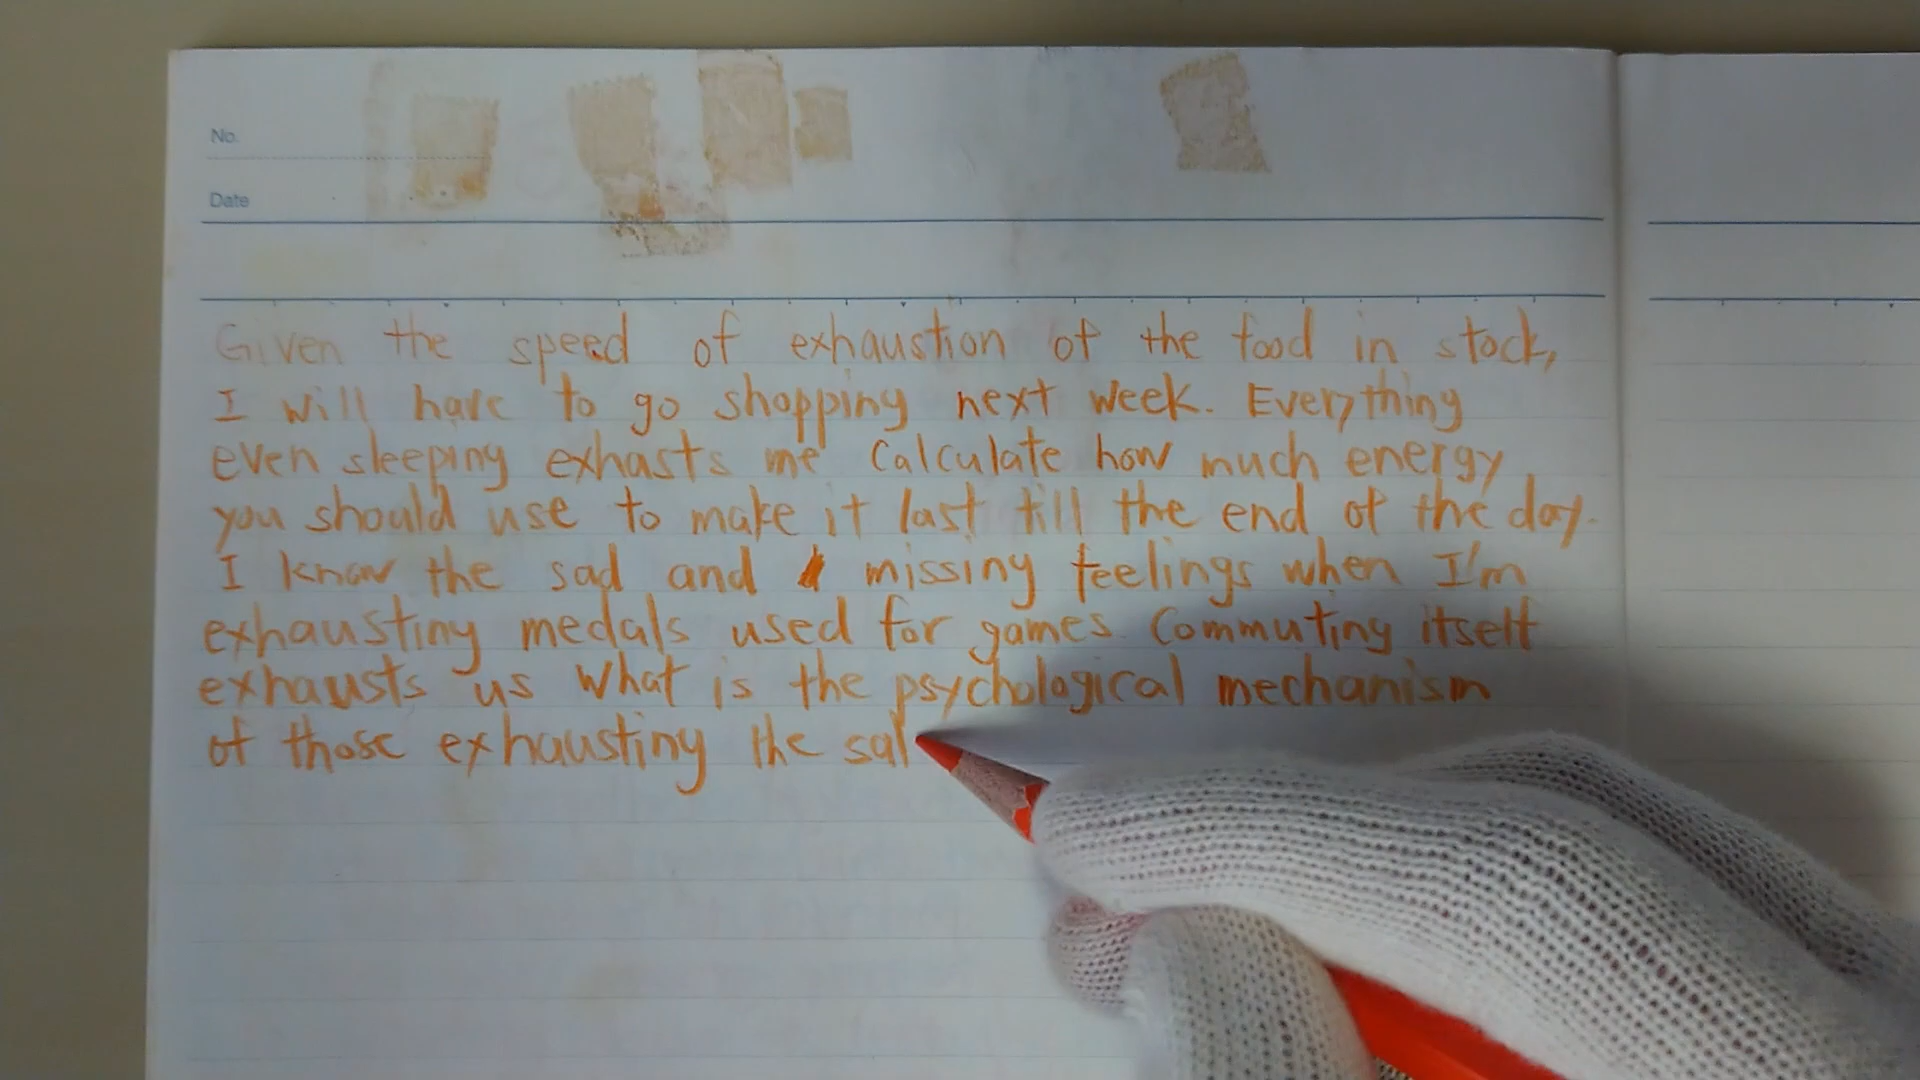 No.
Date
Given the speed of exhaustion of the food in stock,
I will have to go shopping next week. Everything
even sleeping exhasts me Calculate how much energy
you should use to make it last till the end of the day.
I know the sad and missing feelings when I'm
exhausting medals used for games. Commuting itself
exhausts us What is the psychological mechanism
of those exhausting the sal